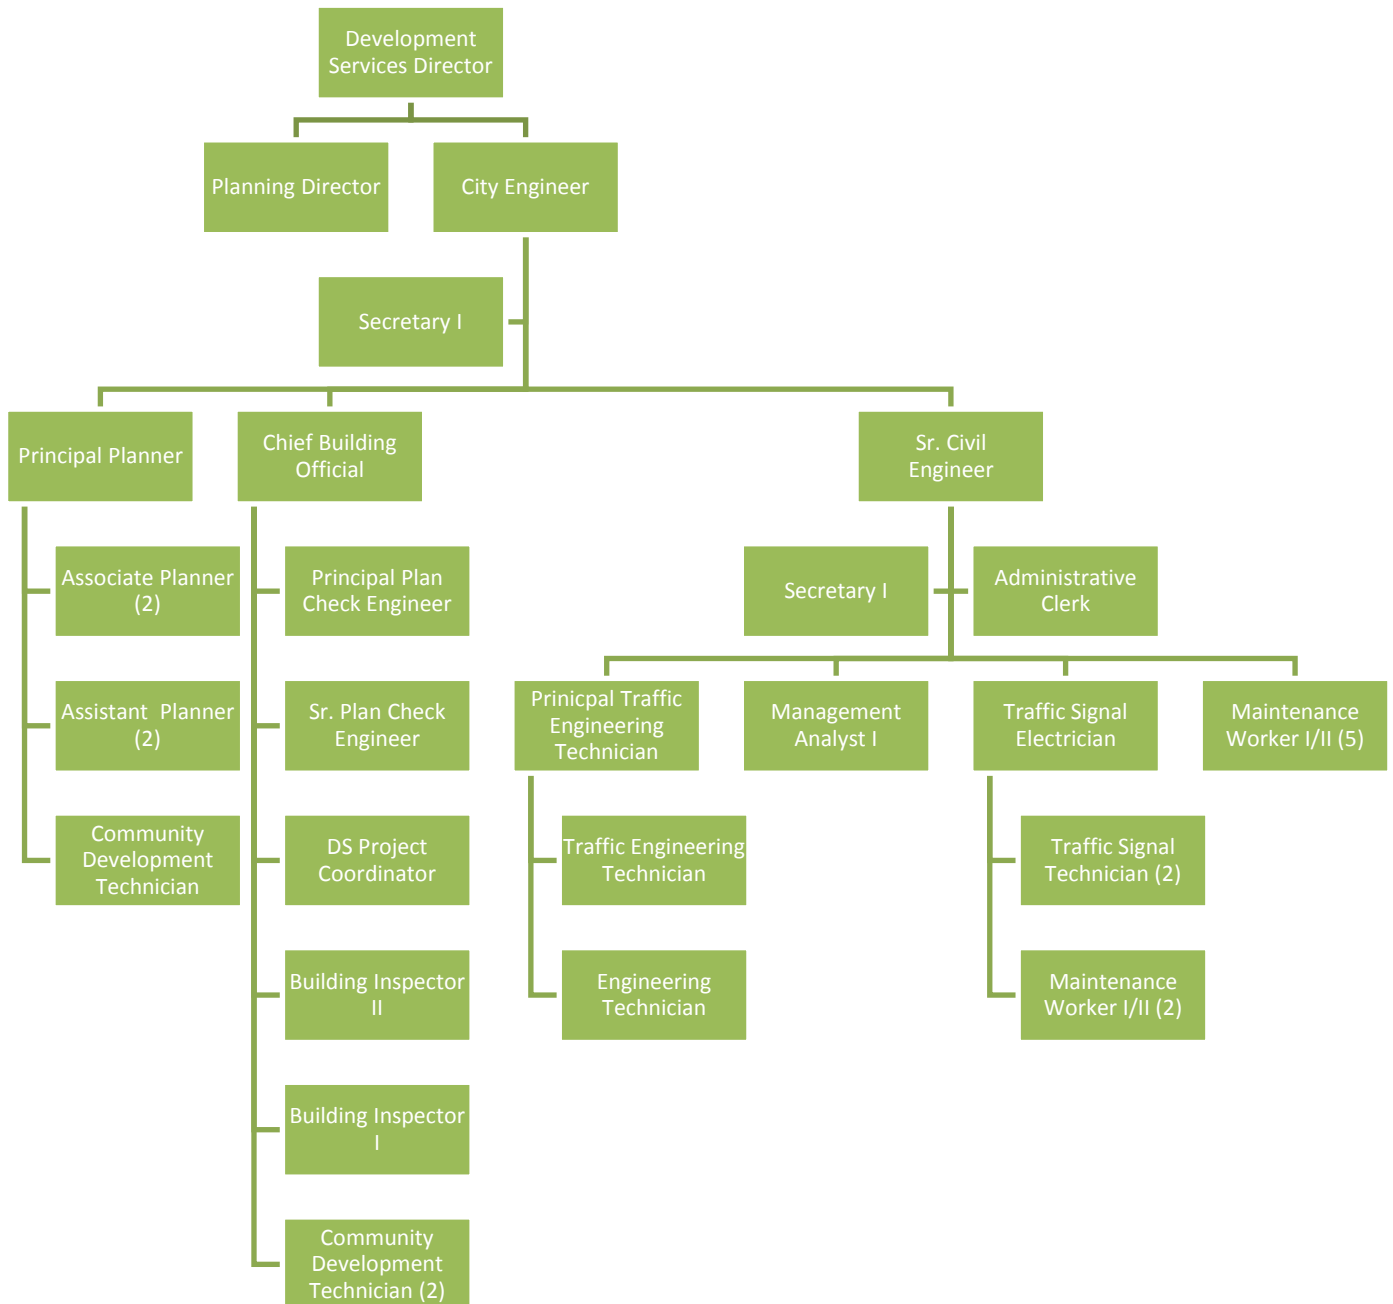 Development
Services Director
Planning Director
City Engineer
Secretary I
Principal Planner
Chief Building
Official
Sr. Civil
Engineer
Associate Planner
(2)
Principal Plan
Check Engineer
Secretary I
Administrative
Clerk
Assistant  Planner
(2)
Sr. Plan Check
Engineer
Prinicpal Traffic
Engineering
Technician
Management
Analyst I
Traffic Signal
Electrician
Maintenance
Worker I/II (5)
Community
Development
Technician
DS Project
Coordinator
Traffic Engineering
Technician
Traffic Signal
Technician (2)
Building Inspector
II
Engineering
Technician
Maintenance
Worker I/II (2)
Building Inspector
I
Community
Development
Technician (2)